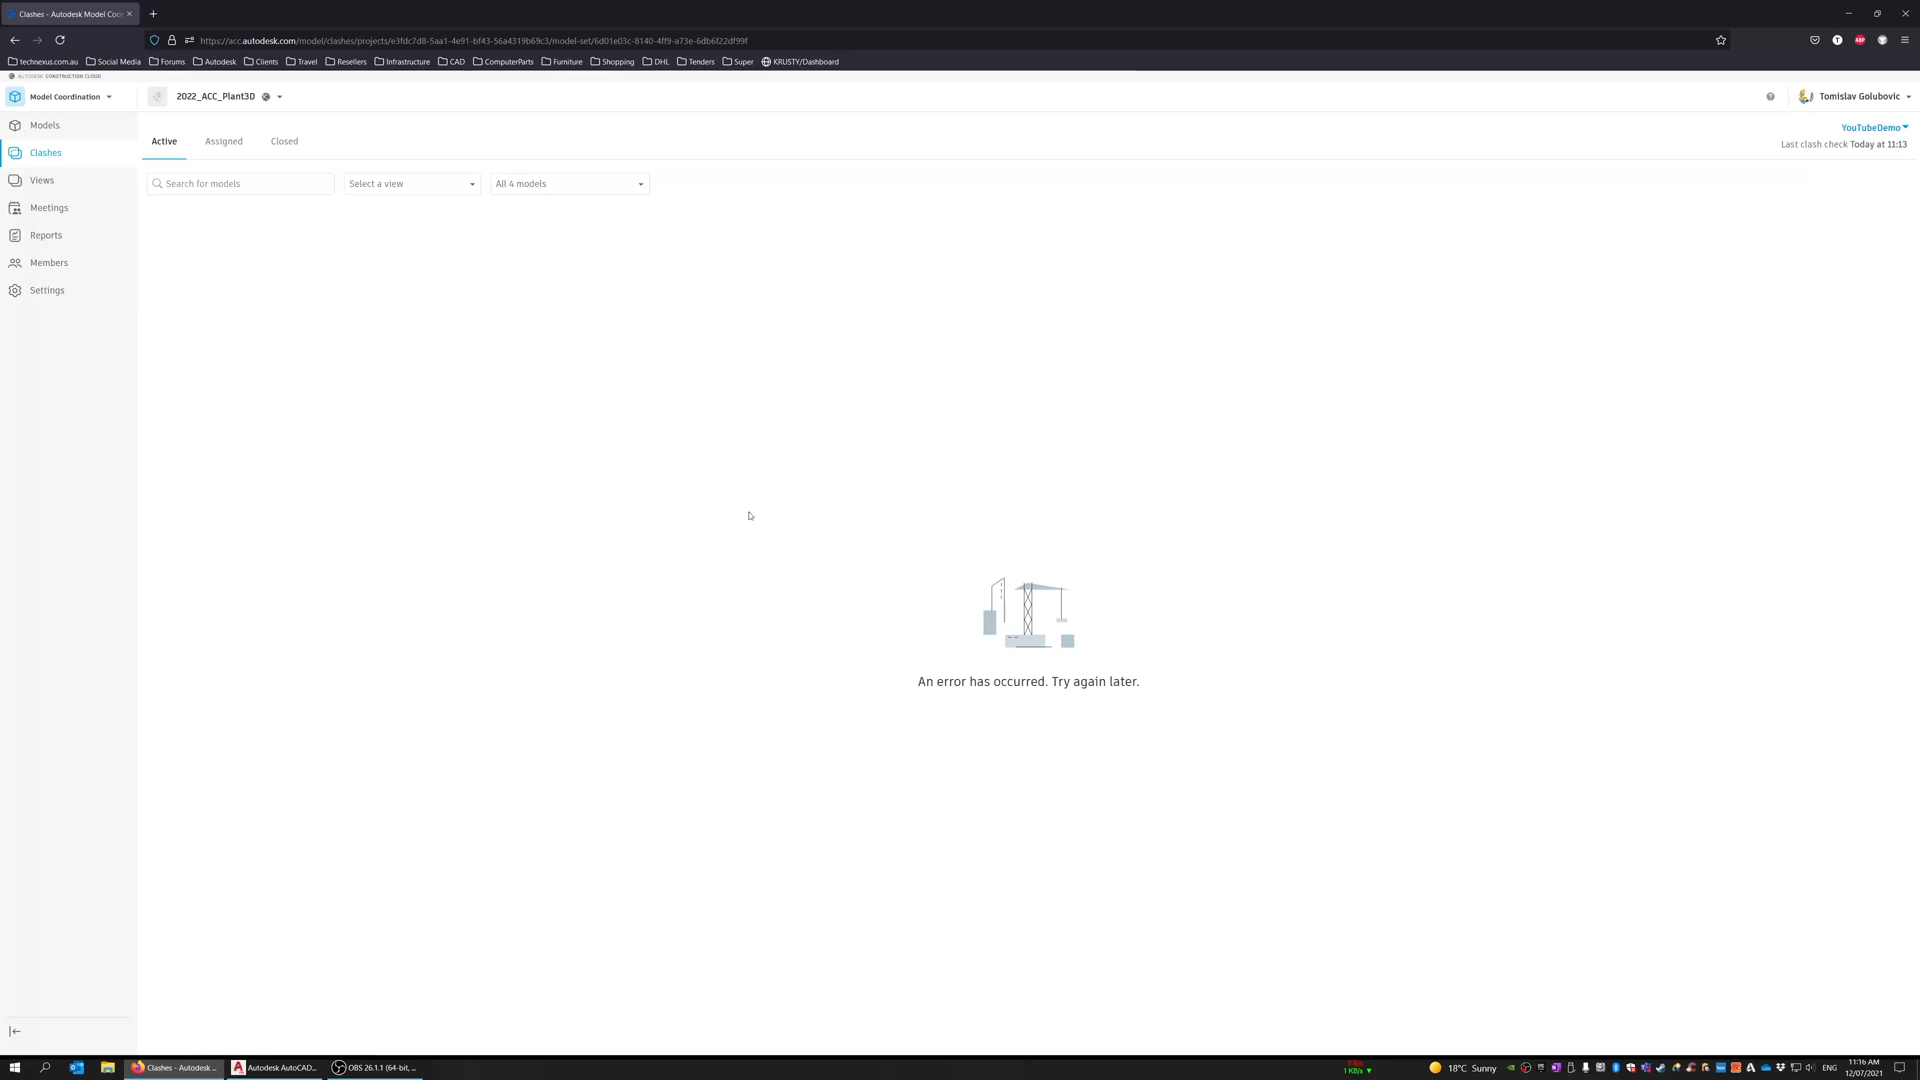 Clashes - Autodesk Model Coo
https://acc.autodesk.com/model/clashes/projects/e3fdc7d8-5aa1-4e91-bf43-56a4319b69c3/model-set/6d01e03c-8140-4ff9-a73e-6db6f22df99f
technexus.com.au Social Media Forums Autodesk Clients Travel Resellers Infrastructure CAD ComputerParts Furniture Shopping DHL Tenders Super KRUSTY/Dashboard
AUTODESK CONSTRUCTION CLOUD
Model Coordination 2022_ACC_Plant3D Tomislav Golubovic
Models
Clashes
Views
Meetings
Reports
Members
Settings
Active Assigned Closed
YouTubeDemo
Last clash check Today at 11:13
Search for models Select a view All 4 models
An error has occurred. Try again later.
Clashes - Autodesk ... Autodesk AutoCAD... OBS 26.1.1 (64-bit, ...
1 KB/s
18°C Sunny
ENG
11:16 AM
12/07/2021